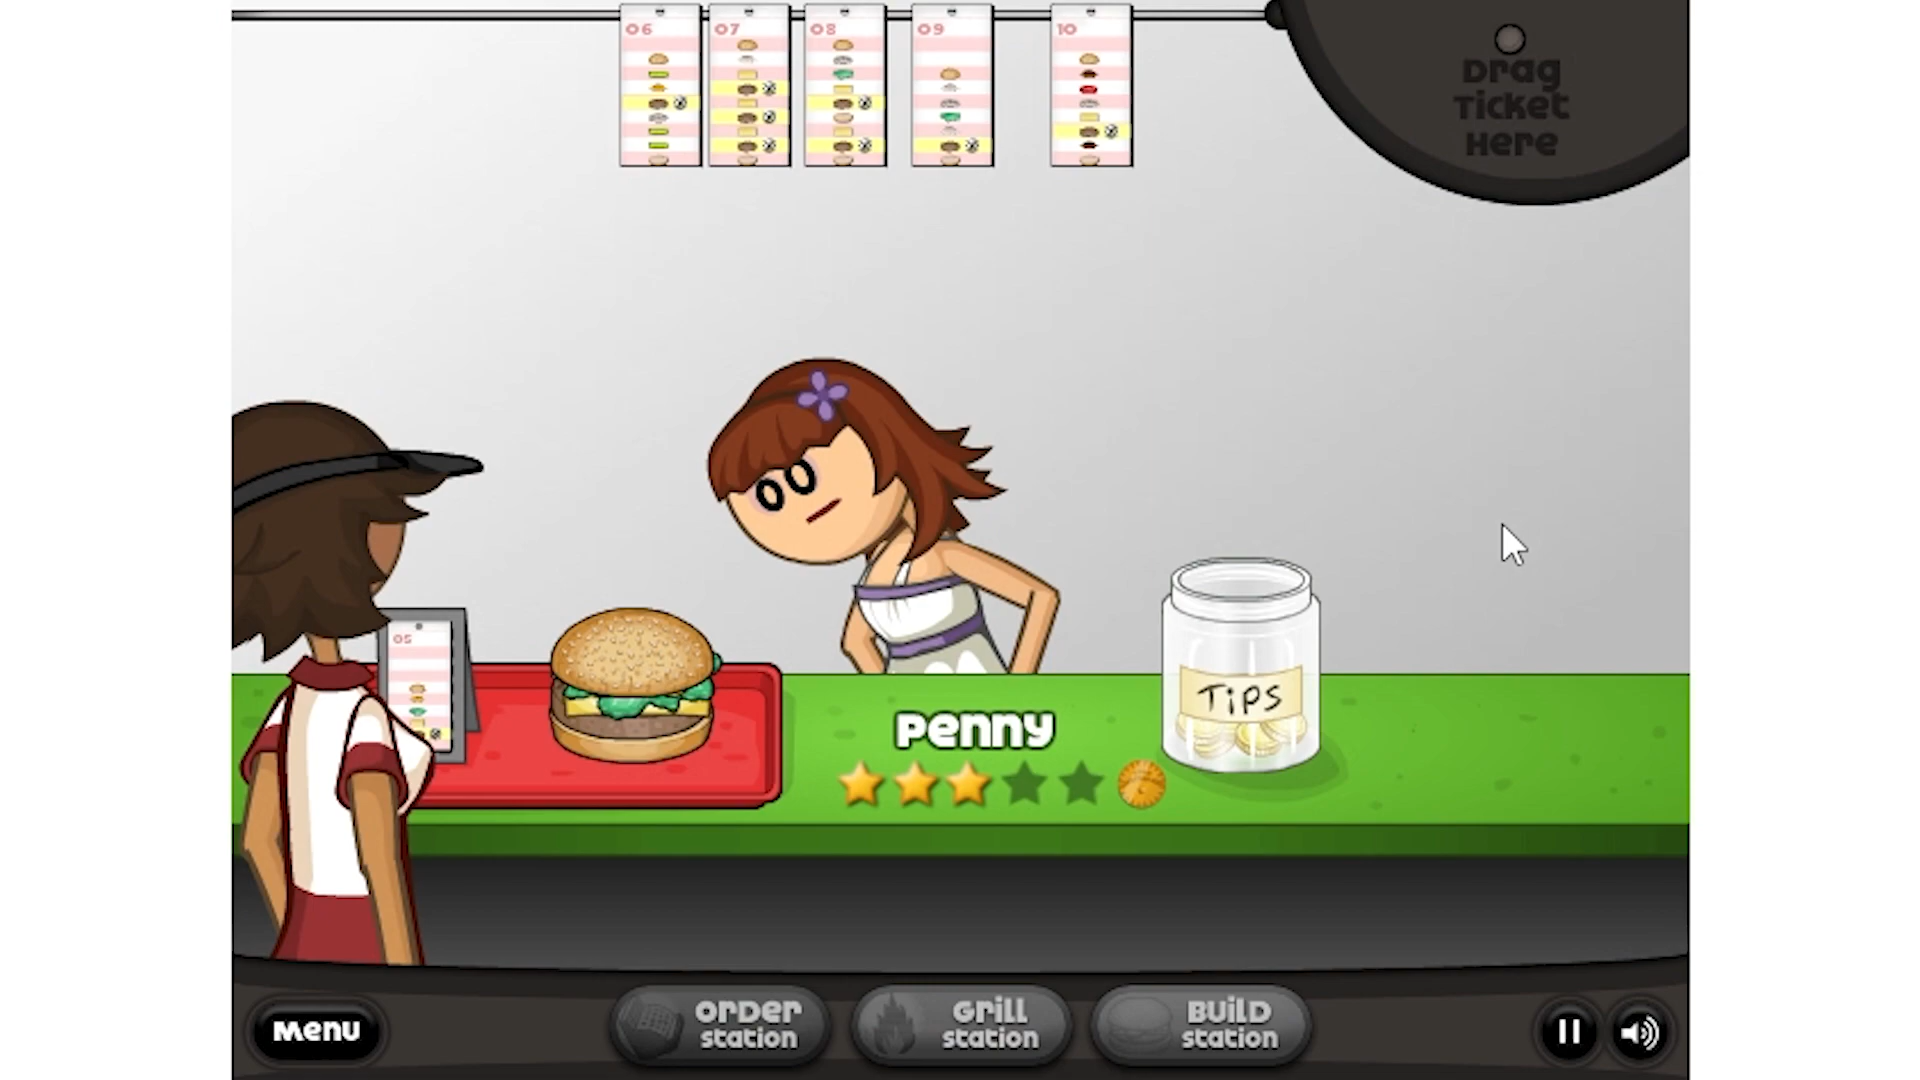 06
07
08
09
10
Drag
Ticket
Here
05
Penny
Tips
Menu
Order
Station
Grill
Station
Build
Station